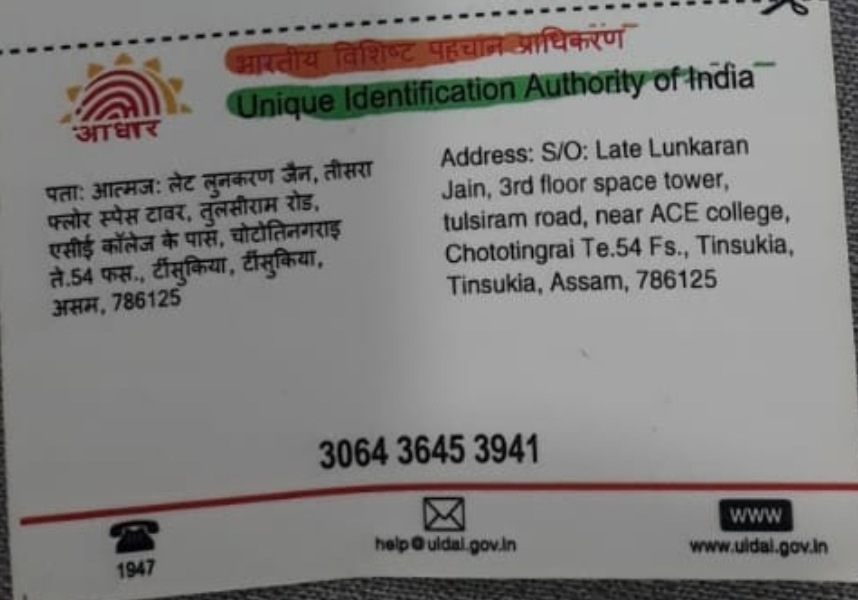 भारतीय विशिष्ट पहचान प्राधिकरण
Unique Identification Authority of India
आधार
पता: आत्मज: लेट लुनकरण जैन, तीसरा
फ्लोर स्पेस टावर, तुलसीराम रोड,
एसीई कॉलेज के पास, चोटोतिनगराइ
ते.54 फस., टींसुकिया, टींसुकिया,
असम, 786125
Address: S/O: Late Lunkaran
Jain, 3rd floor space tower,
tulsiram road, near ACE college,
Chototingrai Te.54 Fs., Tinsukia,
Tinsukia, Assam, 786125
3064 3645 3941
1947
help@uidai.gov.in
www
www.uidai.gov.in